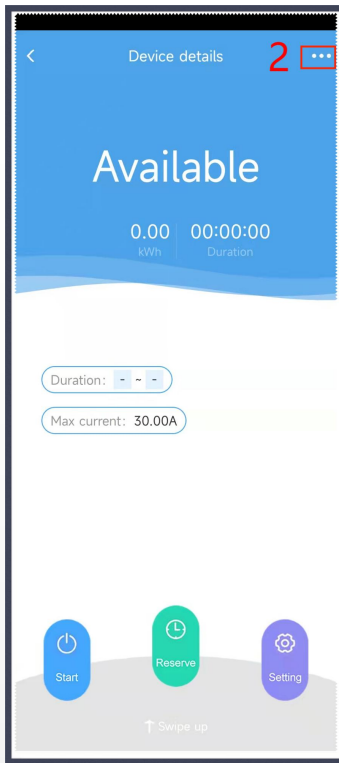 Device details
2
Available
0.00 00:00:00
kWh Duration
Duration: - ~ -
Max current: 30.00A
Start
Reserve
Setting
Swipe up